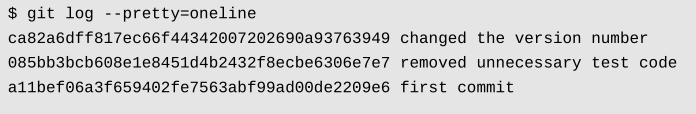 $ git log --pretty=oneline
ca82a6dff817ec66f44342007202690a93763949 changed the version number
085bb3bcb608e1e8451d4b2432f8ecbe6306e7e7 removed unnecessary test code
a11bef06a3f659402fe7563abf99ad00de2209e6 first commit